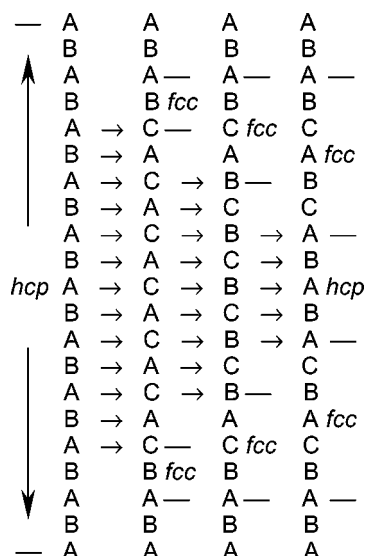 — A A A A
B B B B
A A — A — A —
B B fcc B B
A → C — C fcc C
B → A A A fcc
A → C → B — B
B → A → C C
A → C → B → A —
B → A → C → B
hcp A → C → B → A hcp
B → A → C → B
A → C → B → A —
B → A → C C
A → C → B — B
B → A A A fcc
A → C — C fcc C
B B fcc B B
A A — A — A —
B B B B
— A A A A